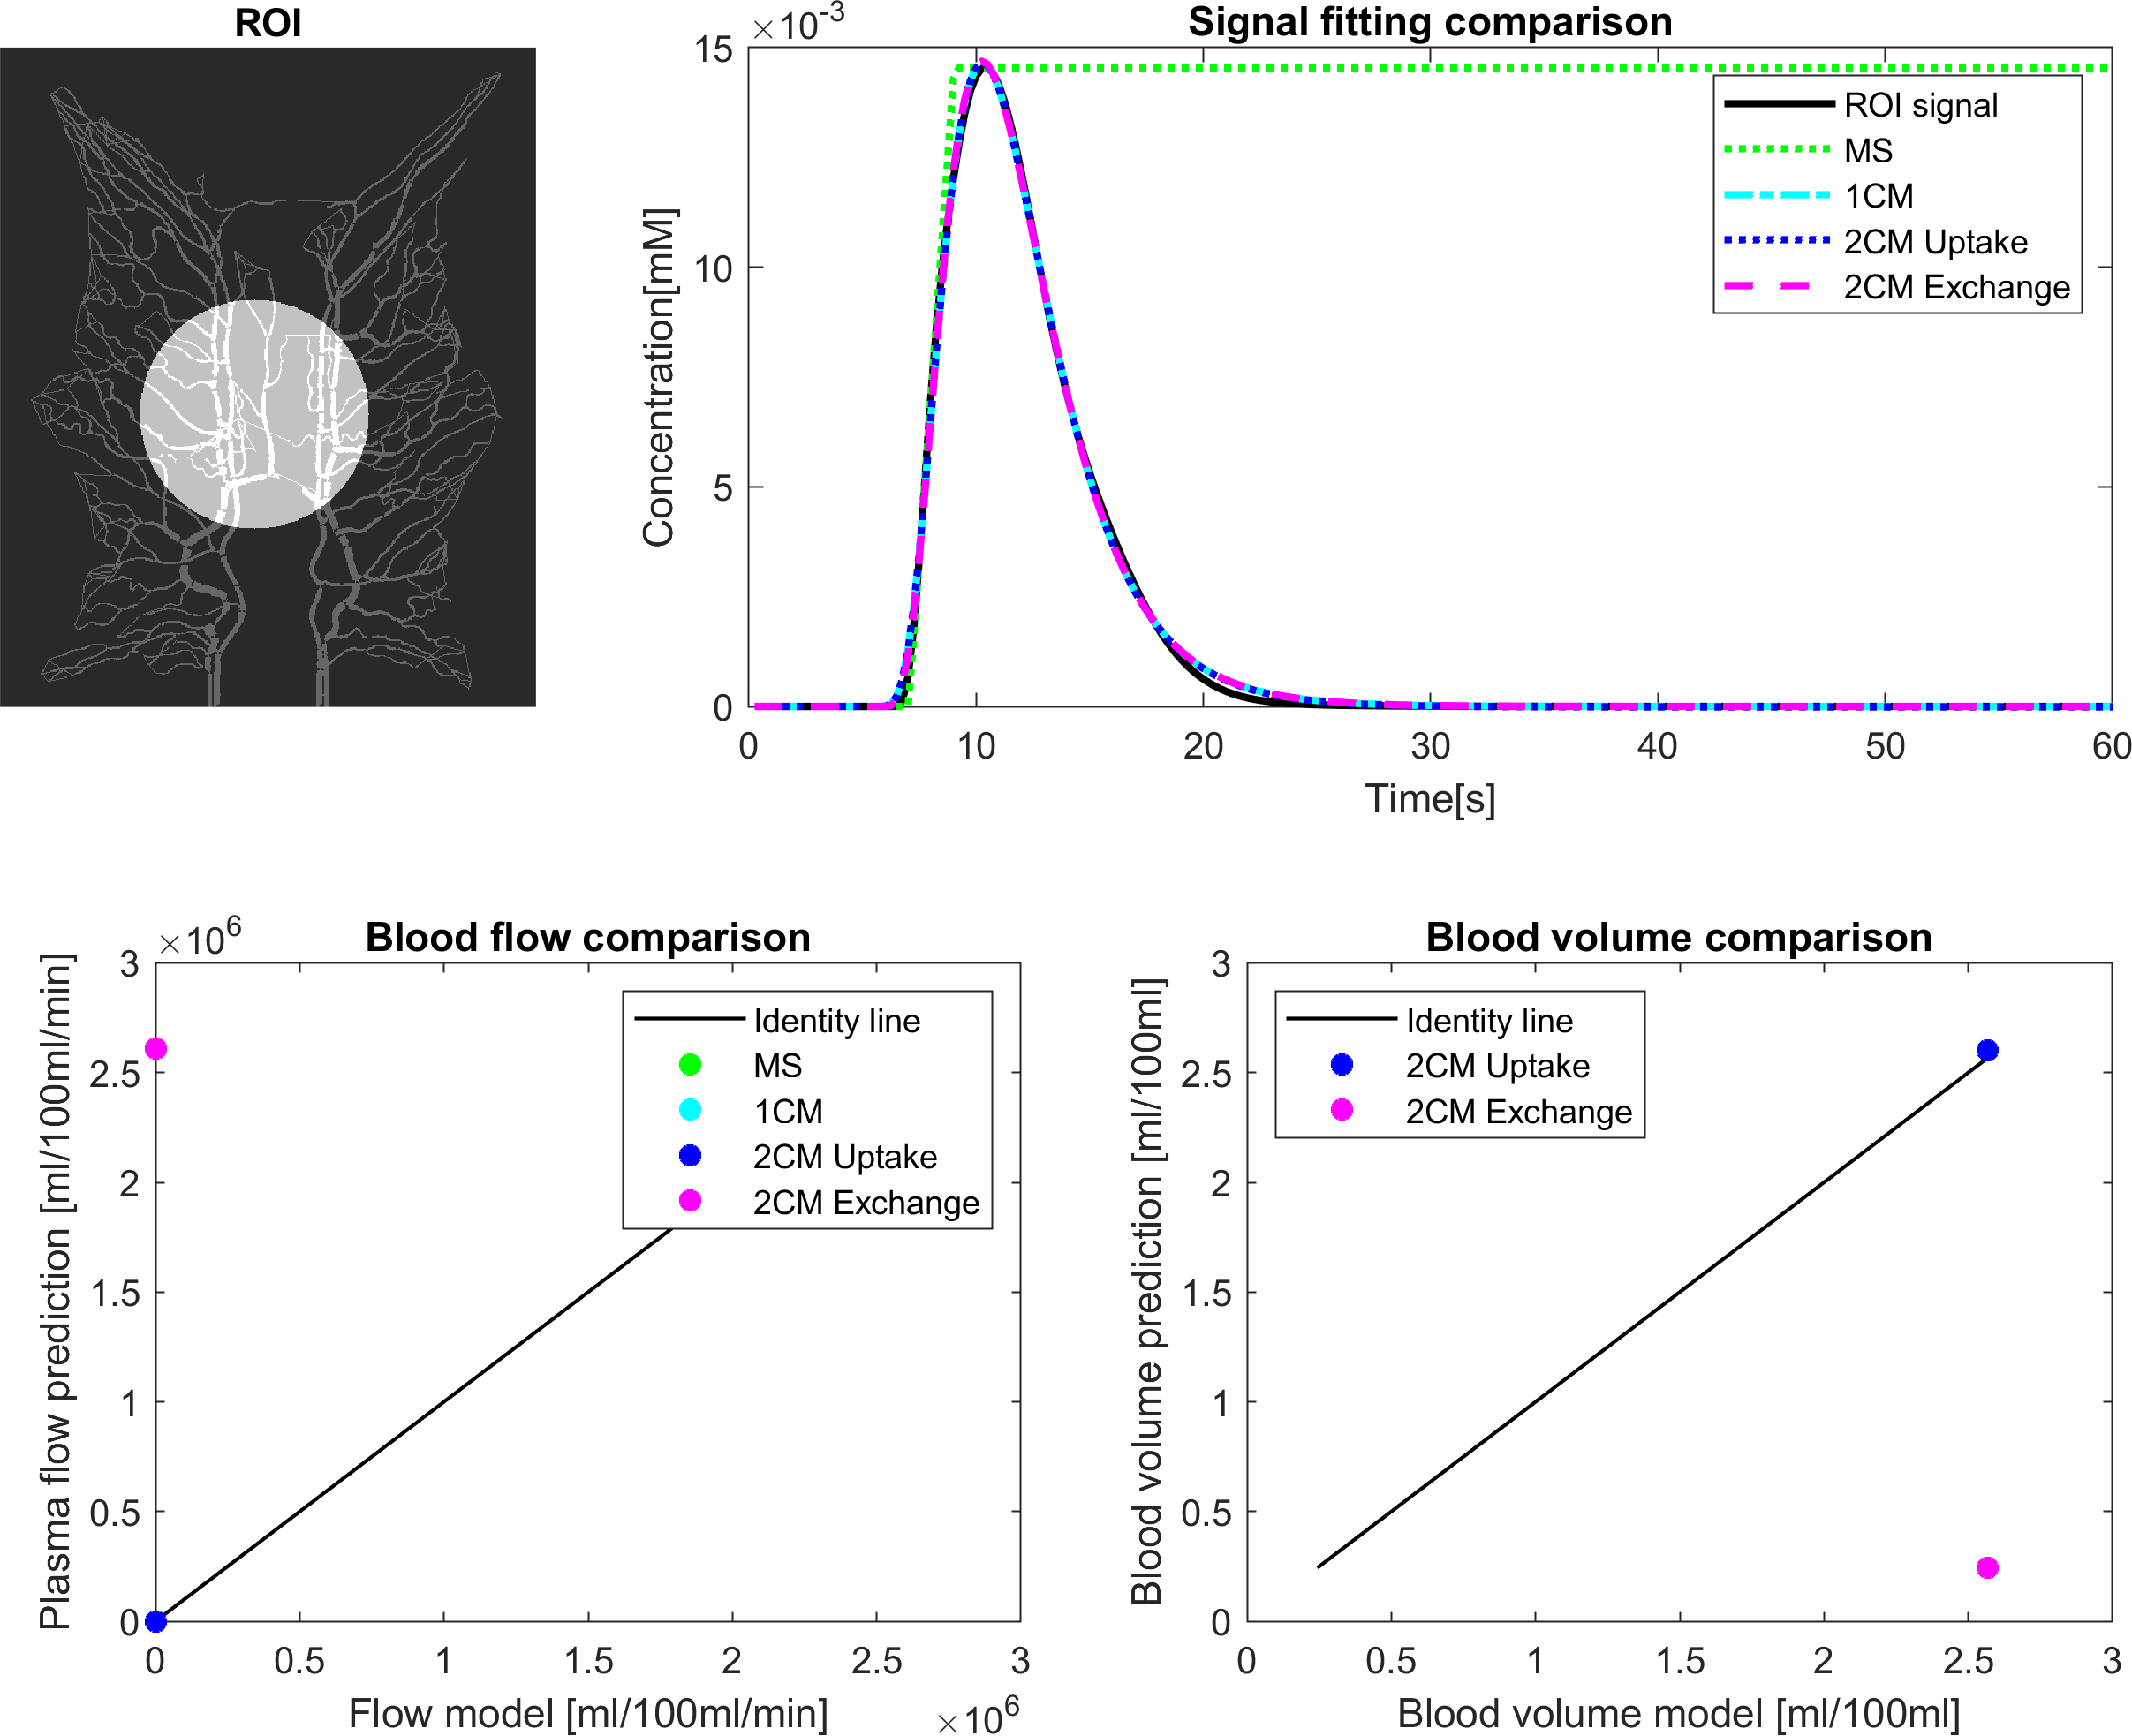 ROI
Signal fitting comparison
×10-3
15
10
5
0
0 10 20 30 40 50 60
Concentration[mM]
Time[s]
ROI signal
MS
1CM
2CM Uptake
2CM Exchange
Blood flow comparison
×106
3
2.5
2
1.5
1
0.5
0
0 0.5 1 1.5 2 2.5 3
Plasma flow prediction [ml/100ml/min]
Flow model [ml/100ml/min]
×106
Identity line
MS
1CM
2CM Uptake
2CM Exchange
Blood volume comparison
3
2.5
2
1.5
1
0.5
0
0 0.5 1 1.5 2 2.5 3
Blood volume prediction [ml/100ml]
Blood volume model [ml/100ml]
Identity line
2CM Uptake
2CM Exchange